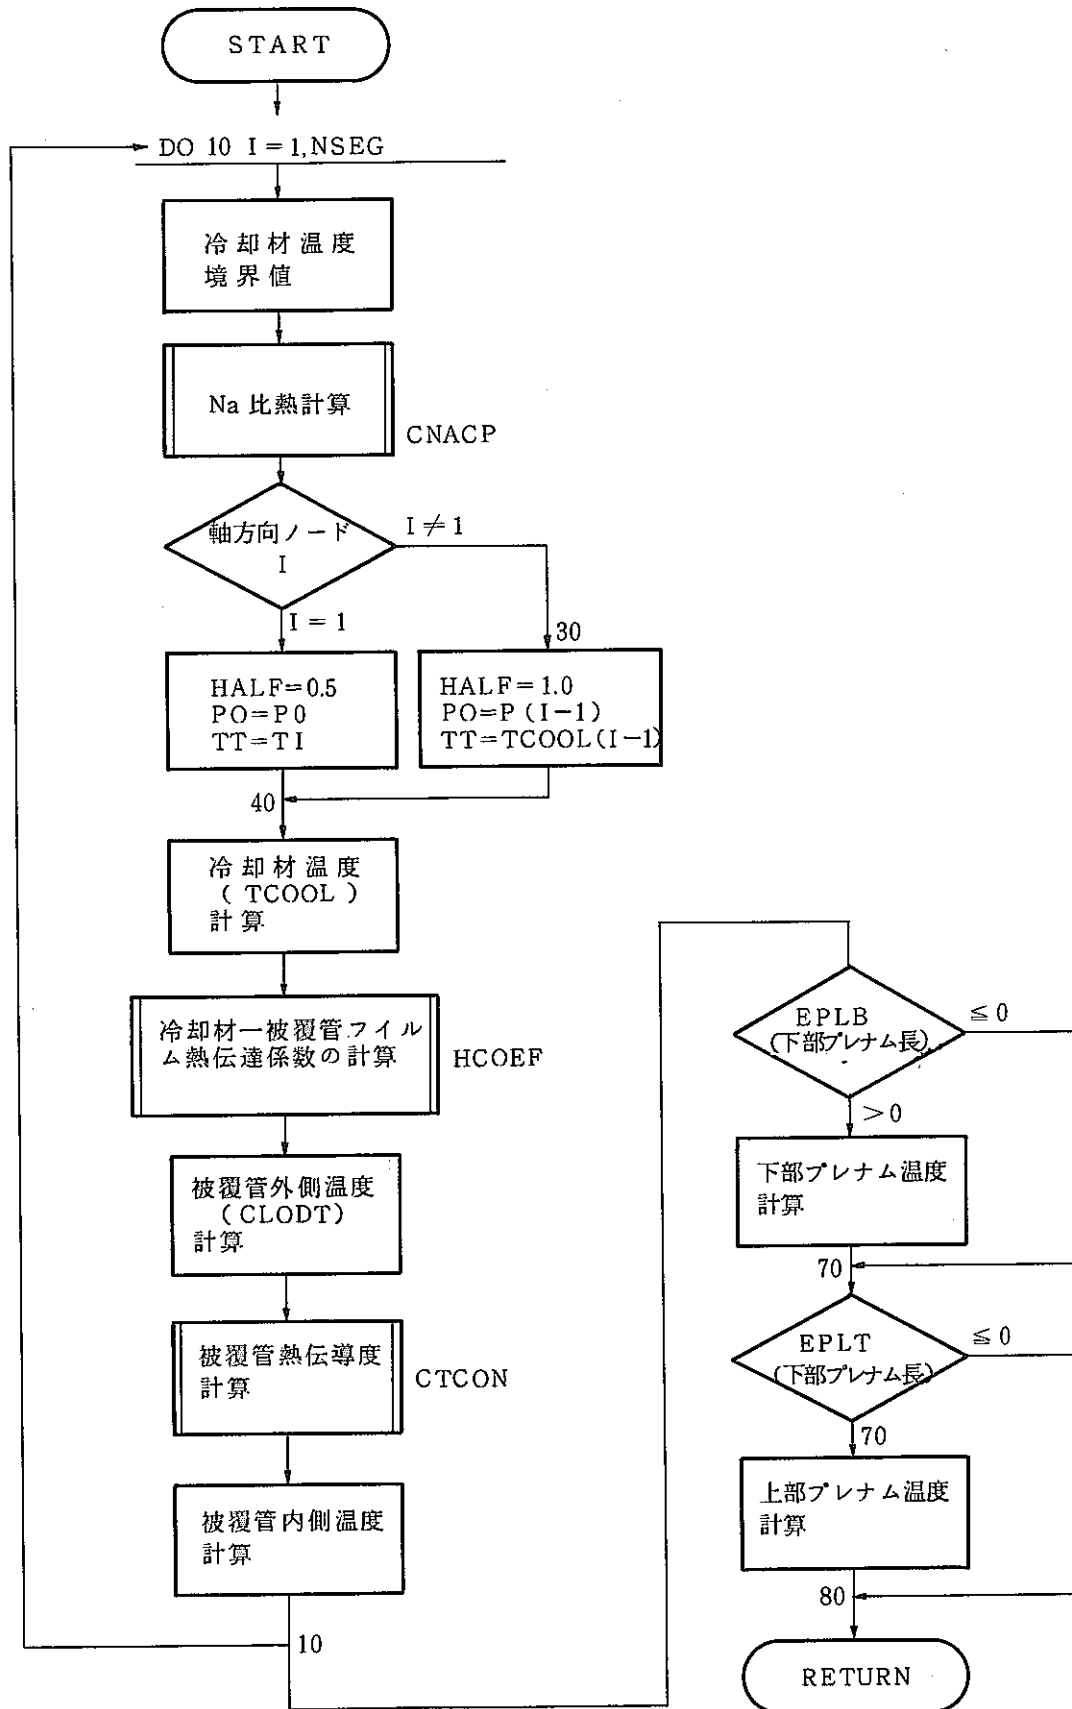 START
DO 10 I=1,NSEG
冷却材温度
境界値
Na 比熱計算
CNACP
軸方向ノード
I
I≠1
I=1
30
HALF=0.5
PO=P0
TT=TI
HALF=1.0
PO=P(I-1)
TT=TCOOL(I-1)
40
冷却材温度
(TCOOL)
計算
冷却材ー被覆管フイル
ム熱伝達係数の計算
HCOEF
被覆管外側温度
(CLODT)
計算
被覆管熱伝導度
計算
CTCON
被覆管内側温度
計算
10
EPLB
(下部プレナム長)
≦0
>0
下部プレナム温度
計算
70
EPLT
(下部プレナム長)
≦0
70
上部プレナム温度
計算
80
RETURN